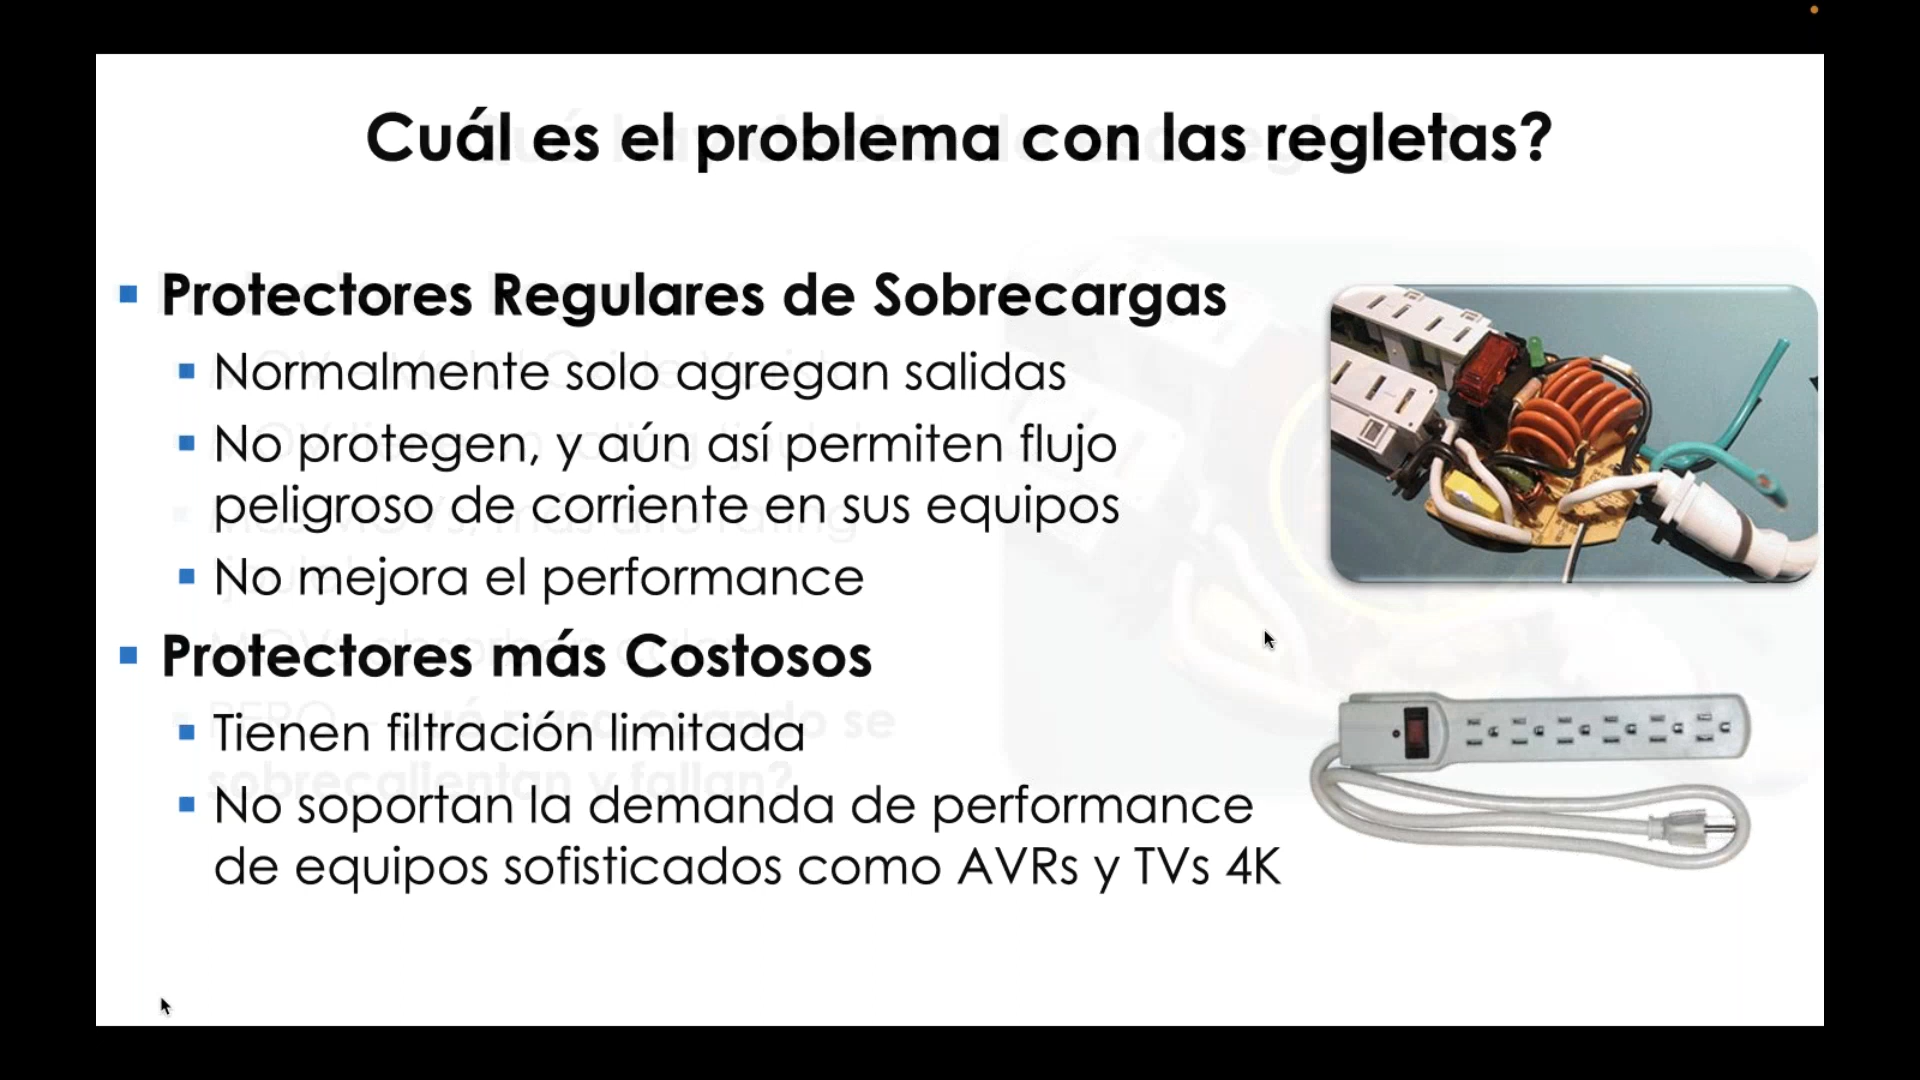 Cuál es el problema con las regletas?
Protectores Regulares de Sobrecargas
Normalmente solo agregan salidas
No protegen, y aún así permiten flujo
peligroso de corriente en sus equipos
No mejora el performance
Protectores más Costosos
Tienen filtración limitada
No soportan la demanda de performance
de equipos sofisticados como AVRs y TVs 4K